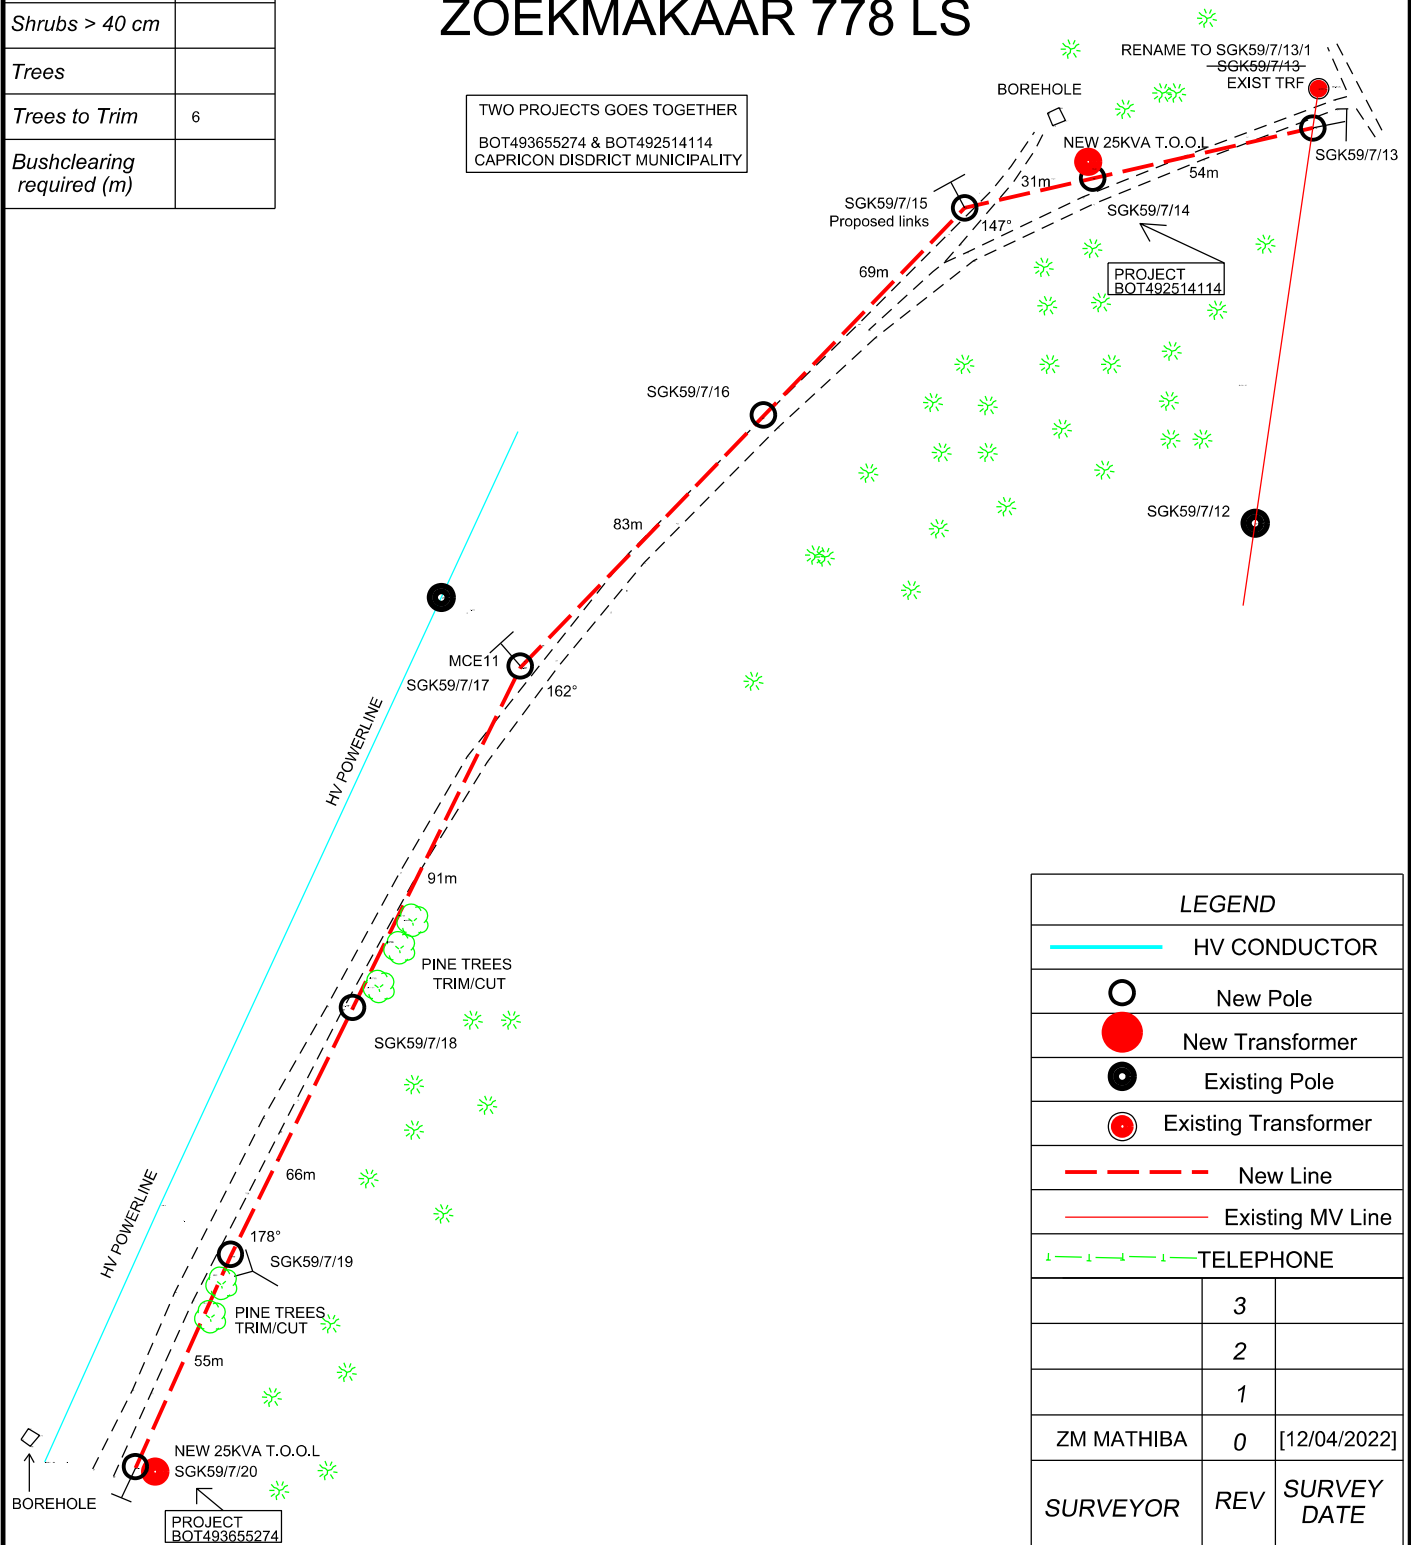 ZOEKMAKAAR 778 LS
Shrubs > 40 cm
Trees
Trees to Trim 6
Bushclearing
required (m)
TWO PROJECTS GOES TOGETHER
BOT493655274 & BOT492514114
CAPRICON DISDRICT MUNICIPALITY
RENAME TO SGK59/7/13/1
SGK59/7/13
EXIST TRF
BOREHOLE
NEW 25KVA T.O.O.L
SGK59/7/13
54m
31m
SGK59/7/14
SGK59/7/15
Proposed links
147°
PROJECT
BOT492514114
69m
SGK59/7/16
SGK59/7/12
83m
MCE11
SGK59/7/17
162°
HV POWERLINE
91m
PINE TREES
TRIM/CUT
SGK59/7/18
66m
HV POWERLINE
178°
SGK59/7/19
PINE TREES
TRIM/CUT
55m
NEW 25KVA T.O.O.L
SGK59/7/20
BOREHOLE
PROJECT
BOT493655274
LEGEND
HV CONDUCTOR
New Pole
New Transformer
Existing Pole
Existing Transformer
New Line
Existing MV Line
TELEPHONE
3
2
1
ZM MATHIBA 0 [12/04/2022]
SURVEYOR REV SURVEY
DATE